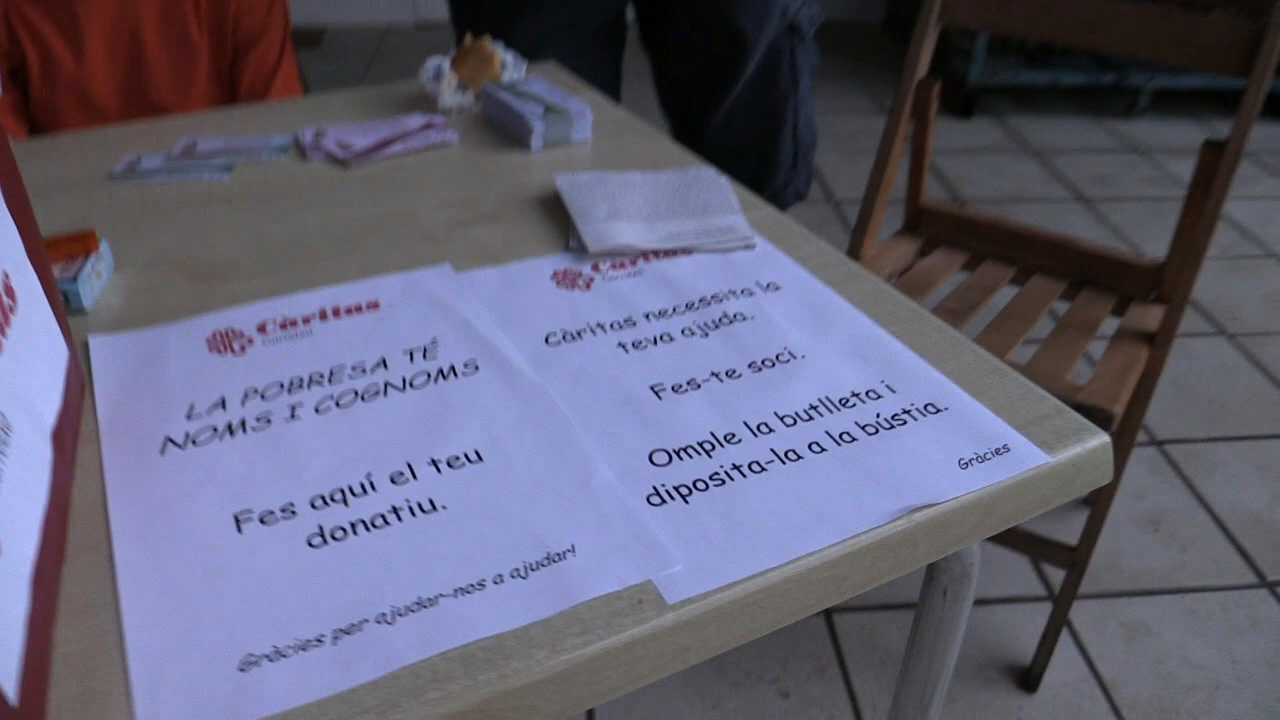 Càritas
LA POBRESA TÉ
NOMS I COGNOMS
Fes aquí el teu
donatiu.
Gràcies per ajudar-nos a ajudar!
Càritas
Càritas necessita la
teva ajuda.
Fes-te soci.
Omple la butlleta i
diposita-la a la bústia.
Gràcies